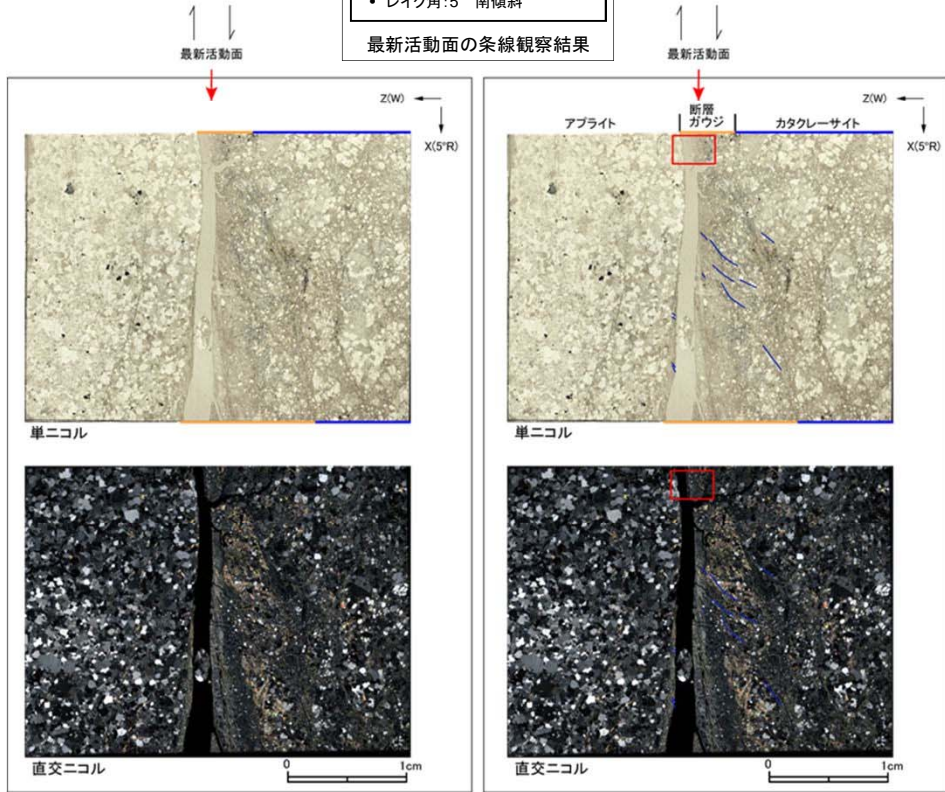 • レイク角:5°南傾斜
最新活動面の条線観察結果
最新活動面
Z(W)
X(5°R)
単ニコル
直交ニコル
0 1cm
最新活動面
Z(W)
X(5°R)
アプライト
断層
ガウジ
カタクレーサイト
単ニコル
直交ニコル
0 1cm